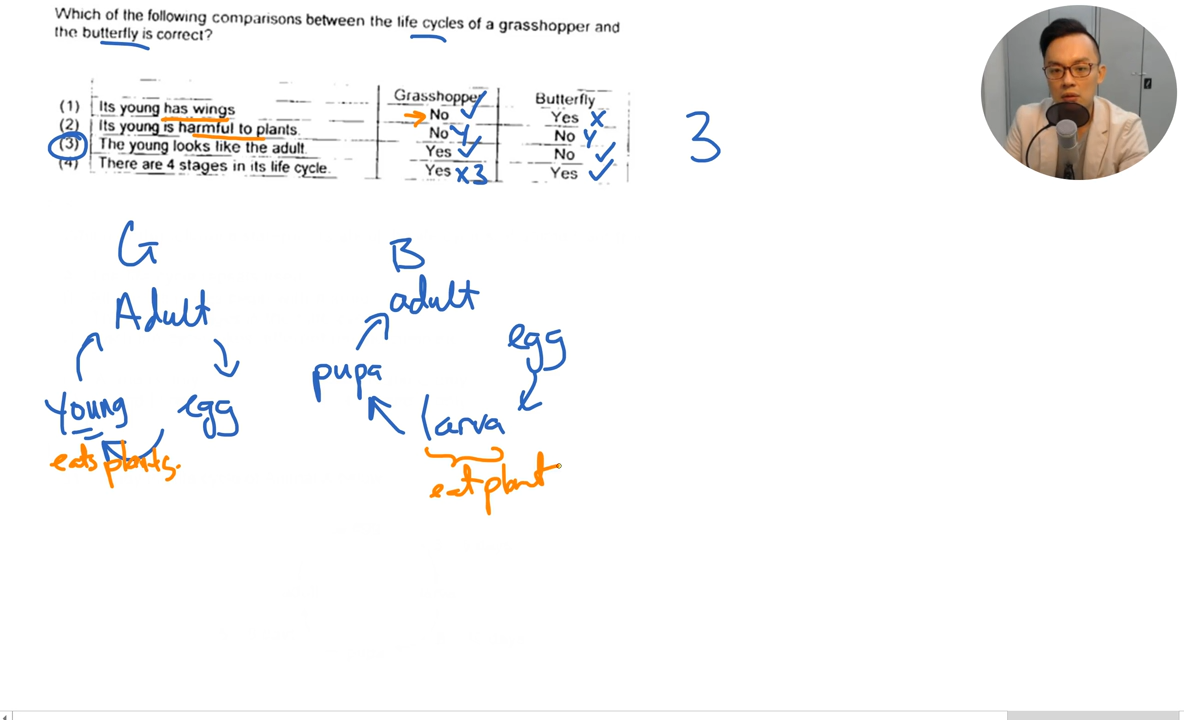 Which of the following comparisons between the life cycles of a grasshopper and
the butterfly is correct?
Grasshopper Butterfly
(1) Its young has wings No Yes X
(2) Its young is harmful to plants. No Y No Y
(3) The young looks like the adult. Yes No
(4) There are 4 stages in its life cycle. Yes X3 Yes
3
G B
Adult adult
egg
pupa
young egg larva
eats plants. eat plant